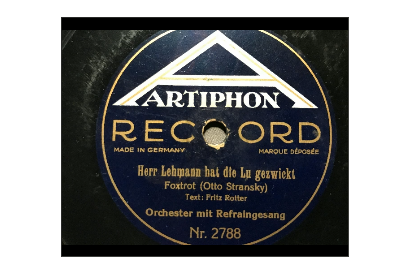 ARTIPHON
RECORD
MADE IN GERMANY MARQUE DÉPOSÉE
Herr Lehmann hat die Lu gezwickt
Foxtrot (Otto Stransky)
Text: Fritz Rotter
Orchester mit Refraingesang
Nr. 2788